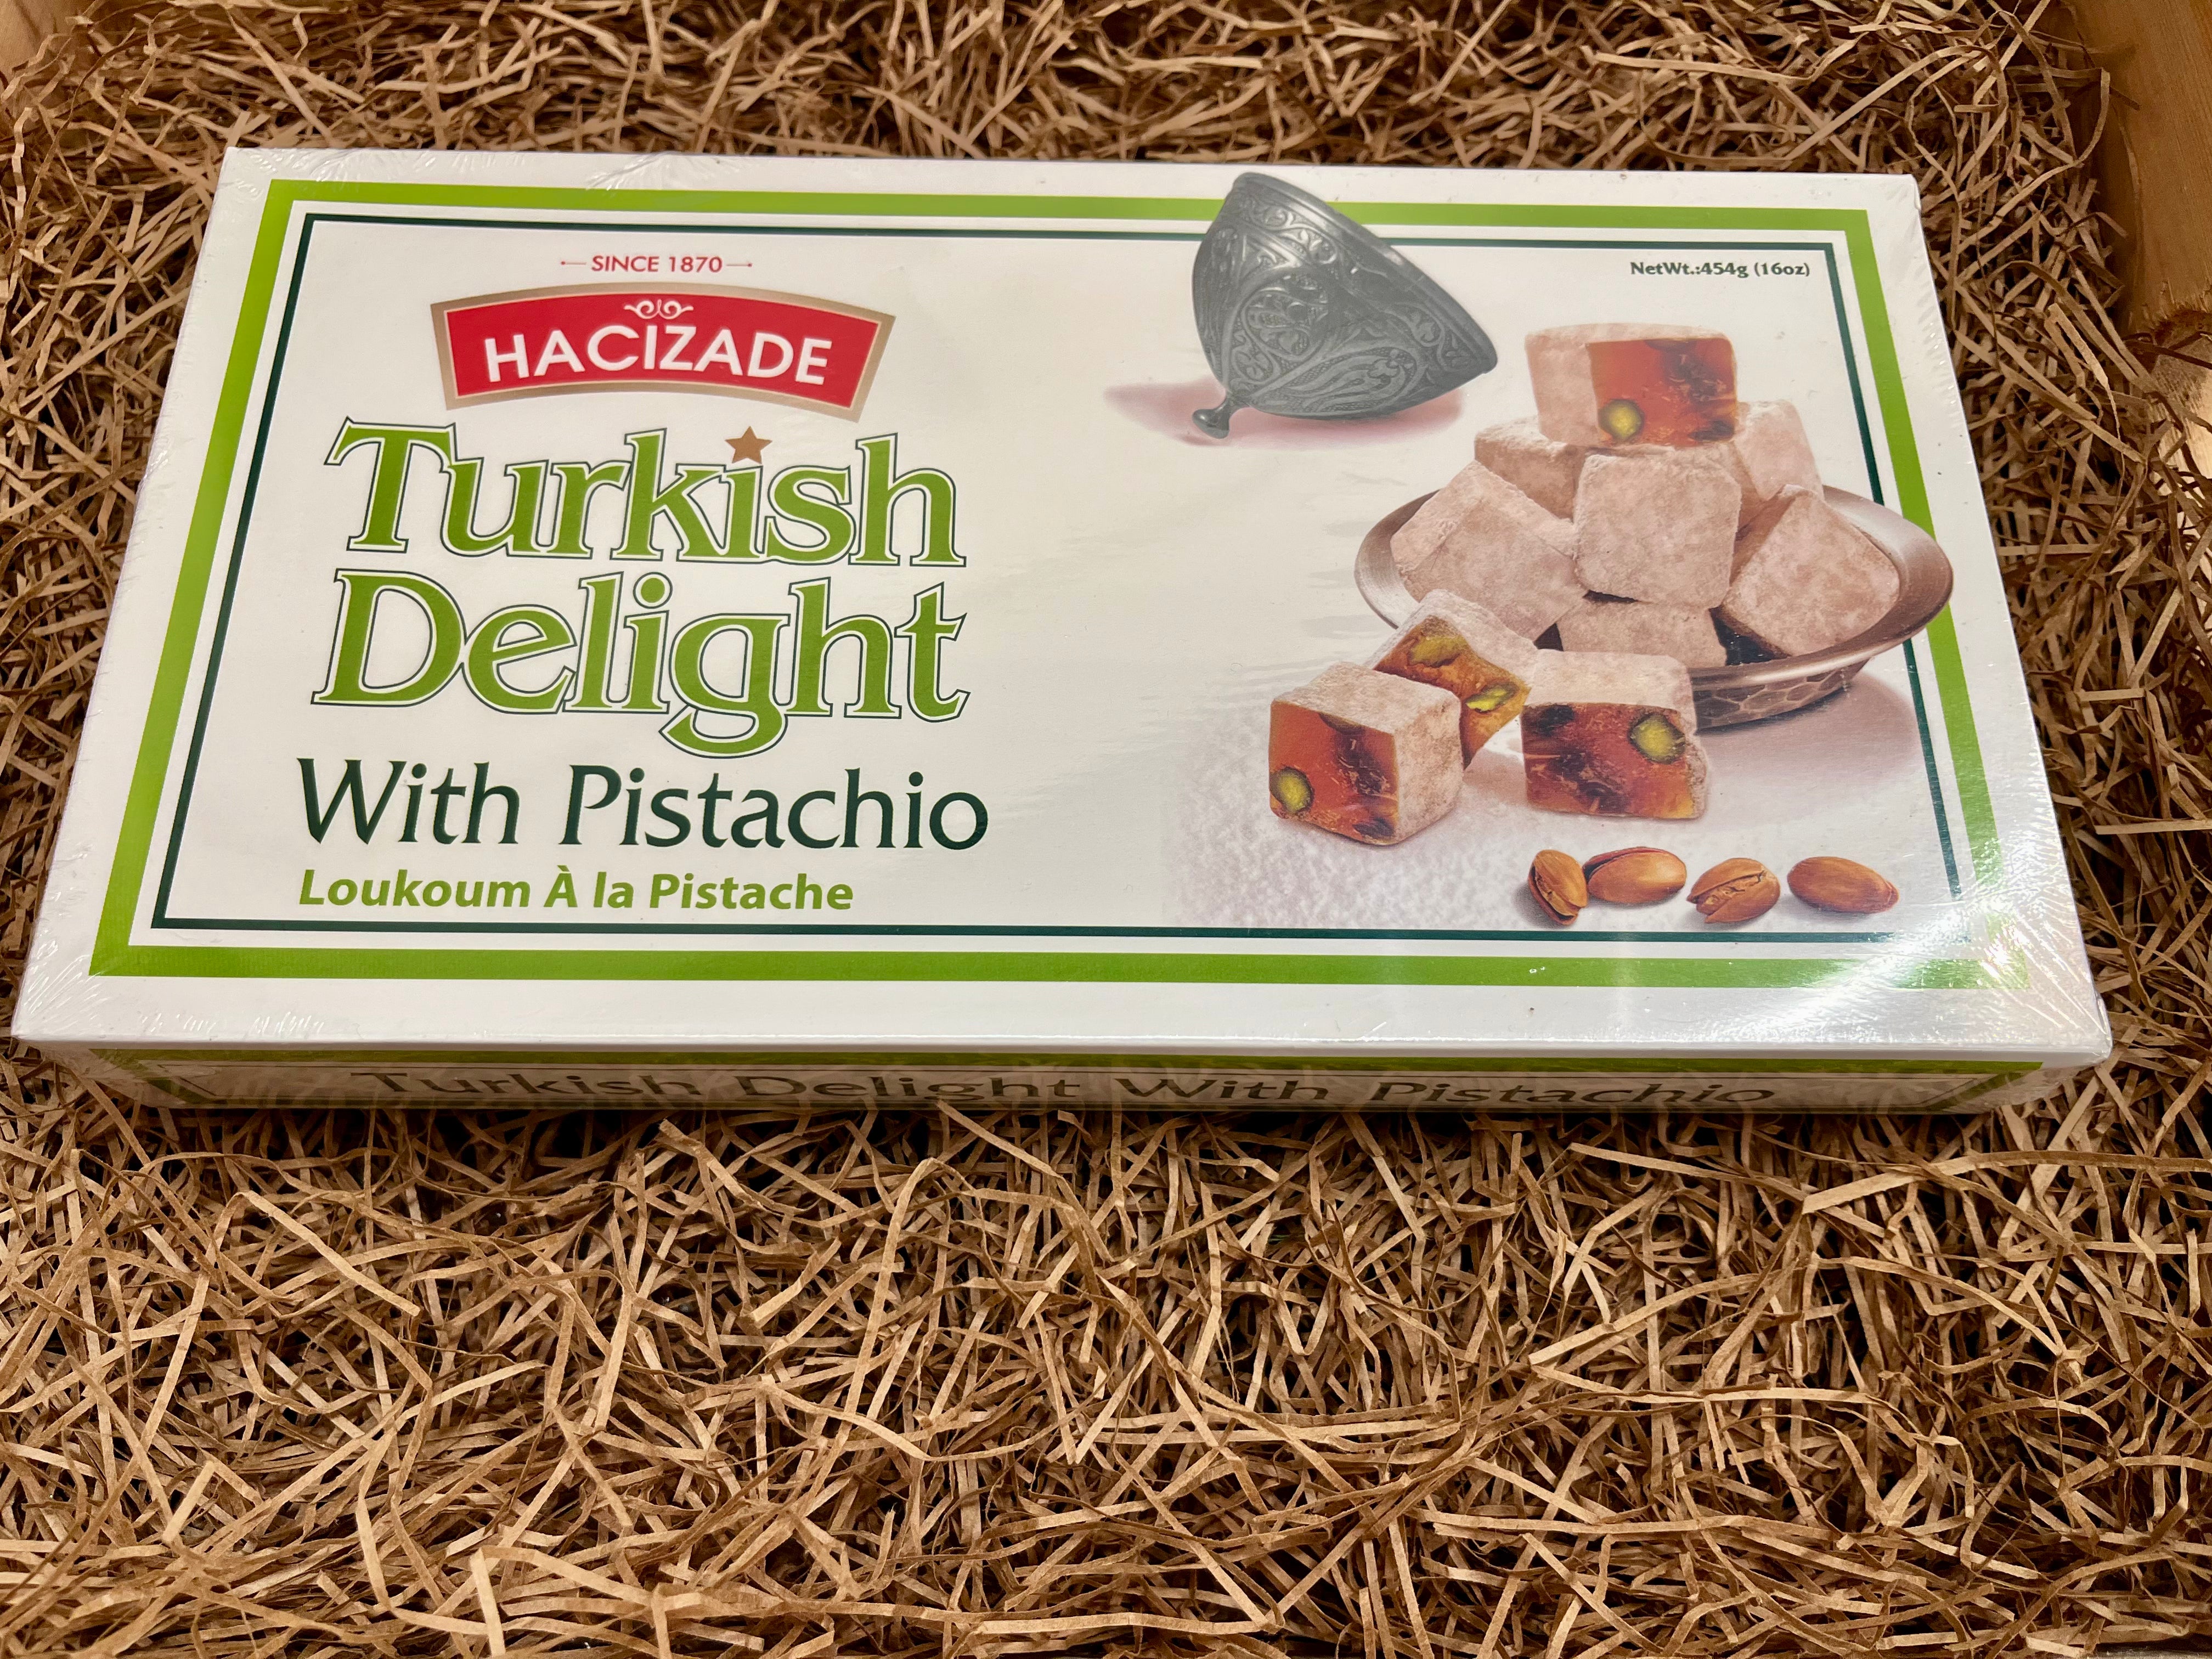 SINCE 1870
HACIZADE
NetWt.:454g (16oz)
Turkish
Delight
With Pistachio
Loukoum À la Pistache
Turkish Delight With Pistachio